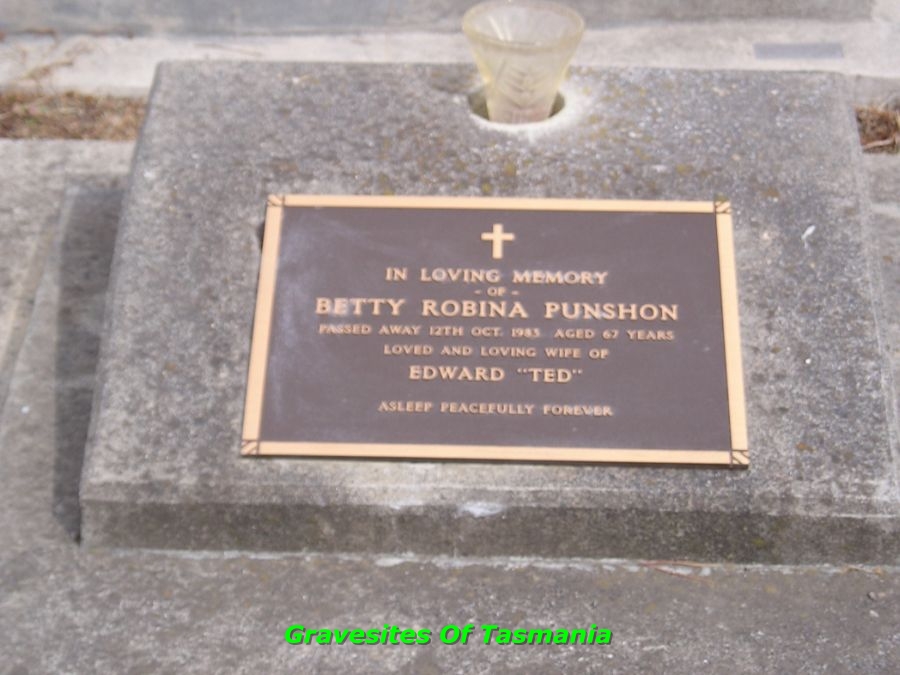 IN LOVING MEMORY
- OF -
BETTY ROBINA PUNSHON
PASSED AWAY 12TH OCT. 1983 AGED 67 YEARS
LOVED AND LOVING WIFE OF
EDWARD "TED"
ASLEEP PEACEFULLY FOREVER
Gravesites Of Tasmania